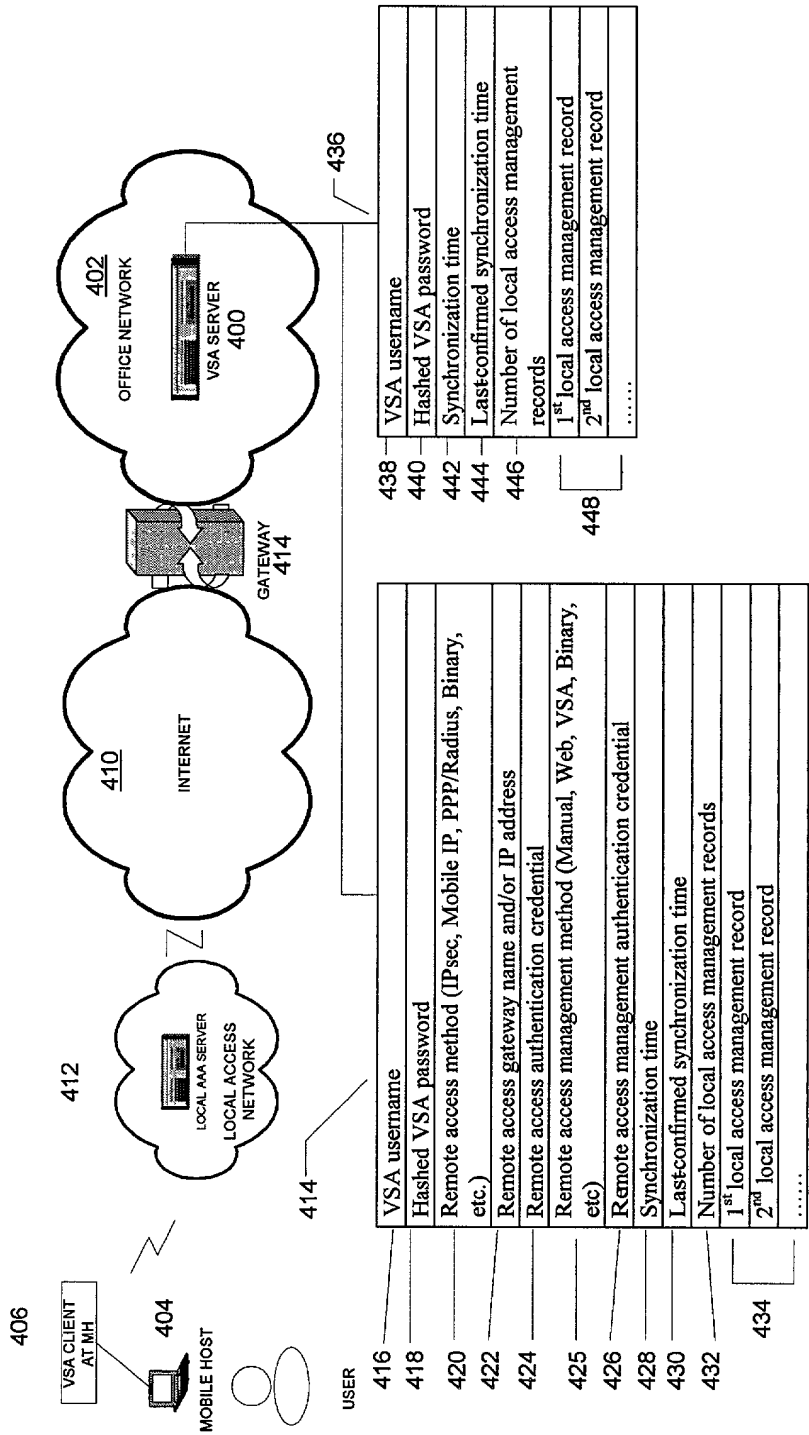 406
VSA CLIENT
AT MH
404
MOBILE HOST
USER
412
LOCAL AAA SERVER
LOCAL ACCESS
NETWORK
410
INTERNET
GATEWAY
414
402
OFFICE NETWORK
VSA SERVER
400
414
436
416
VSA username
418
Hashed VSA password
420
Remote access method (IPsec, Mobile IP, PPP/Radius, Binary,
etc.)
422
Remote access gateway name and/or IP address
424
Remote access authentication credential
425
Remote access management method (Manual, Web, VSA, Binary,
etc)
426
Remote access management authentication credential
428
Synchronization time
430
Last-confirmed synchronization time
432
Number of local access management records
434
1st local access management record
2nd local access management record
......
438
VSA username
440
Hashed VSA password
442
Synchronization time
444
Last-confirmed synchronization time
446
Number of local access management
records
448
1st local access management record
2nd local access management record
......